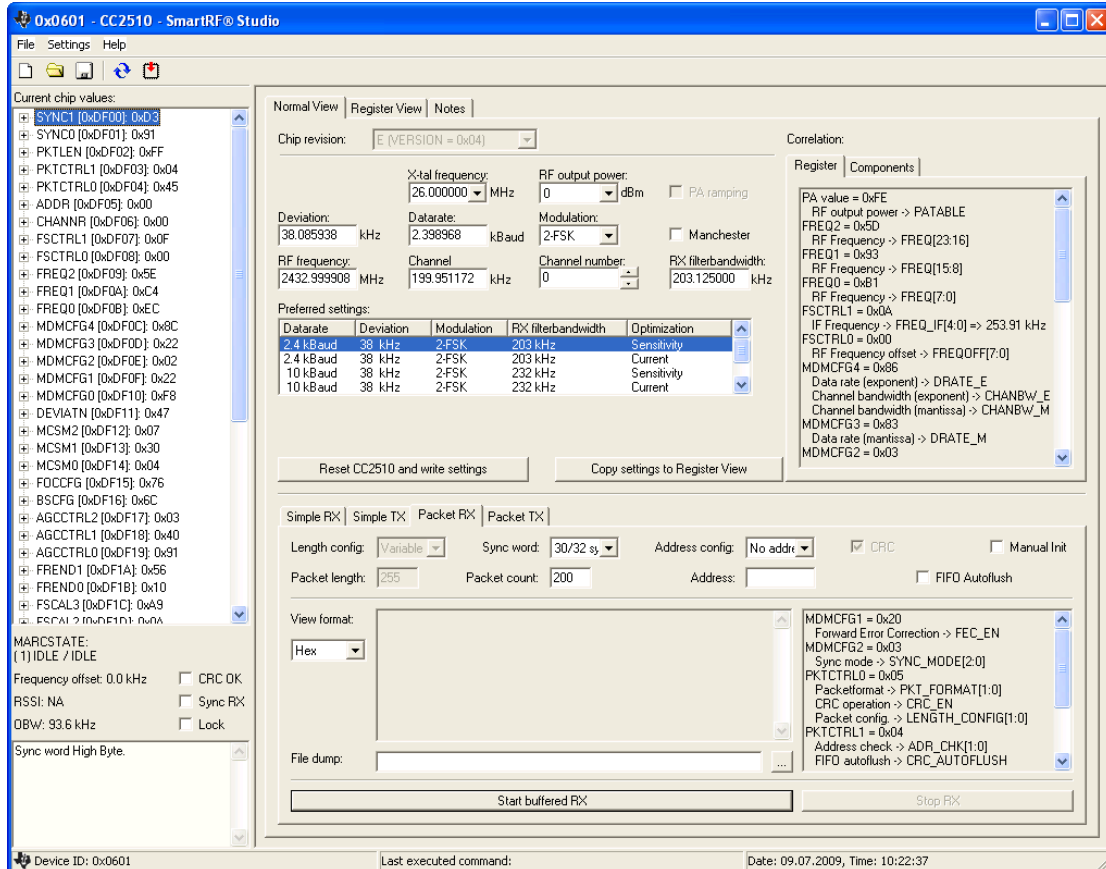 0x0601 - CC2510 - SmartRF® Studio
File Settings Help
Current chip values:
SYNC1 [0xDF00]: 0xD3
SYNC0 [0xDF01]: 0x91
PKTLEN [0xDF02]: 0xFF
PKTCTRL1 [0xDF03]: 0x04
PKTCTRL0 [0xDF04]: 0x45
ADDR [0xDF05]: 0x00
CHANNR [0xDF06]: 0x00
FSCTRL1 [0xDF07]: 0x0F
FSCTRL0 [0xDF08]: 0x00
FREQ2 [0xDF09]: 0x5E
FREQ1 [0xDF0A]: 0xC4
FREQ0 [0xDF0B]: 0xEC
MDMCFG4 [0xDF0C]: 0x8C
MDMCFG3 [0xDF0D]: 0x22
MDMCFG2 [0xDF0E]: 0x02
MDMCFG1 [0xDF0F]: 0x22
MDMCFG0 [0xDF10]: 0xF8
DEVIATN [0xDF11]: 0x47
MCSM2 [0xDF12]: 0x07
MCSM1 [0xDF13]: 0x30
MCSM0 [0xDF14]: 0x04
FOCCFG [0xDF15]: 0x76
BSCFG [0xDF16]: 0x6C
AGCCTRL2 [0xDF17]: 0x03
AGCCTRL1 [0xDF18]: 0x40
AGCCTRL0 [0xDF19]: 0x91
FREND1 [0xDF1A]: 0x56
FREND0 [0xDF1B]: 0x10
FSCAL3 [0xDF1C]: 0xA9
FSCAL2 [0xDF1D]: 0x0A
MARCSTATE:
(1) IDLE / IDLE
Frequency offset: 0.0 kHz CRC OK
RSSI: NA Sync RX
OBW: 93.6 kHz Lock
Sync word High Byte.
Normal View Register View Notes
Chip revision: E (VERSION = 0x04)
X-tal frequency: RF output power:
26.000000 MHz 0 dBm PA ramping
Deviation: Datarate: Modulation:
38.085938 kHz 2.398968 kBaud 2-FSK Manchester
RF frequency: Channel Channel number: RX filterbandwidth:
2432.999908 MHz 199.951172 kHz 0 203.125000 kHz
Preferred settings:
Datarate Deviation Modulation RX filterbandwidth Optimization
2.4 kBaud 38 kHz 2-FSK 203 kHz Sensitivity
2.4 kBaud 38 kHz 2-FSK 203 kHz Current
10 kBaud 38 kHz 2-FSK 232 kHz Sensitivity
10 kBaud 38 kHz 2-FSK 232 kHz Current
Reset CC2510 and write settings Copy settings to Register View
Correlation:
Register Components
PA value = 0xFE
RF output power -> PATABLE
FREQ2 = 0x5D
RF Frequency -> FREQ[23:16]
FREQ1 = 0x93
RF Frequency -> FREQ[15:8]
FREQ0 = 0xB1
RF Frequency -> FREQ[7:0]
FSCTRL1 = 0x0A
IF Frequency -> FREQ_IF[4:0] => 253.91 kHz
FSCTRL0 = 0x00
RF Frequency offset -> FREQOFF[7:0]
MDMCFG4 = 0x86
Data rate (exponent) -> DRATE_E
Channel bandwidth (exponent) -> CHANBW_E
Channel bandwidth (mantissa) -> CHANBW_M
MDMCFG3 = 0x83
Data rate (mantissa) -> DRATE_M
MDMCFG2 = 0x03
Simple RX Simple TX Packet RX Packet TX
Length config: Variable Sync word: 30/32 sy Address config: No addre CRC Manual Init
Packet length: 255 Packet count: 200 Address: FIFO Autoflush
View format:
Hex
File dump: ...
MDMCFG1 = 0x20
Forward Error Correction -> FEC_EN
MDMCFG2 = 0x03
Sync mode -> SYNC_MODE[2:0]
PKTCTRL0 = 0x05
Packetformat -> PKT_FORMAT[1:0]
CRC operation -> CRC_EN
Packet config. -> LENGTH_CONFIG[1:0]
PKTCTRL1 = 0x04
Address check -> ADR_CHK[1:0]
FIFO autoflush -> CRC_AUTOFLUSH
Start buffered RX Stop RX
Device ID: 0x0601 Last executed command: Date: 09.07.2009, Time: 10:22:37